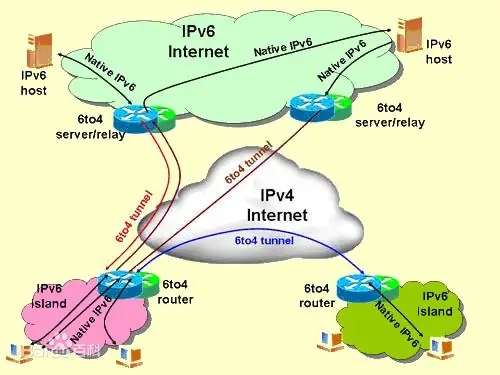 IPv6
Internet
IPv6
host
Native IPv6
Native IPv6
Native IPv6
IPv6
host
6to4
server/relay
6to4
server/relay
6to4 tunnel
6to4 tunnel
IPv4
Internet
6to4 tunnel
IPv6
island
6to4
router
Native IPv6
6to4
router
IPv6
island
Native IPv6
百科